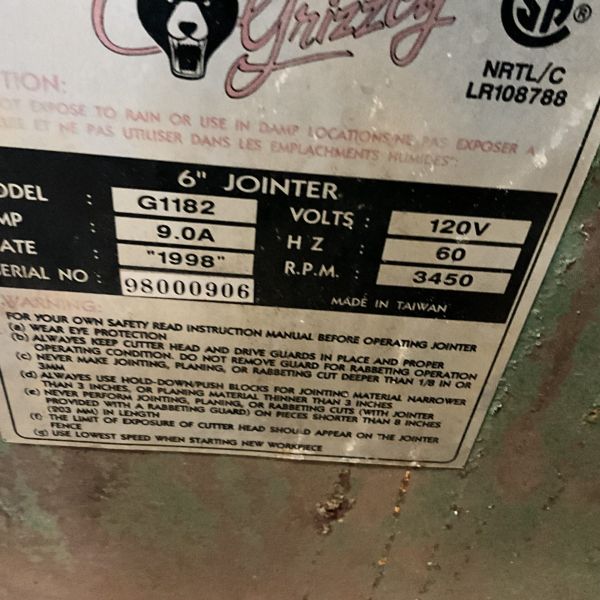 Grizzly
SA ®
NRTL/C
LR108788
TION:
OT EXPOSE TO RAIN OR USE IN DAMP LOCATIONS/NE PAS EXPOSER A
ET NE PAS UTILISER DANS LES EMPLACHMENTS HUMIDES":
6" JOINTER
ODEL : G1182 VOLTS : 120V
MP : 9.0A H Z : 60
ATE : "1998" R.P.M. : 3450
SERIAL NO : 98000906 MADE IN TAIWAN
WARNING:
FOR YOUR OWN SAFETY READ INSTRUCTION MANUAL BEFORE OPERATING JOINTER
(a) WEAR EYE PROTECTION
(b) ALWAYES KEEP CUTTER HEAD AND DRIVE GUARDS IN PLACE AND PROPER
OPERATING CONDITION. DO NOT REMOVE GUARD FOR RABBETING OPERATION
(c) NEVER MAKE JOINTING, PLANING, OR RABBETING CUT DEEPER THAN 1/8 IN OR
3MM
(d) ALWAYES USE HOLD-DOWN/PUSH BLOCKS FOR JOINTINC MATERIAL NARROWER
THAN 3 INCHES, OR PLANING MATERIAL THINNER THAN 3 INCHES
(e) NEVER PERFORM JOINTING, PLANING, OR RABBETING CUTS (WITH JOINTER
PROVIDED WITH A RABBETING GUARD) ON PIECES SHORTER THAN 8 INCHES
(203 MM) IN LENGTH
(f) THE LIMIT OF EXPOSURE OF CUTTER HEAD SHOULD APPEAR ON THE JOINTER
FENCE
(g) USE LOWEST SPEED WHEN STARTING NEW WORKPIECE